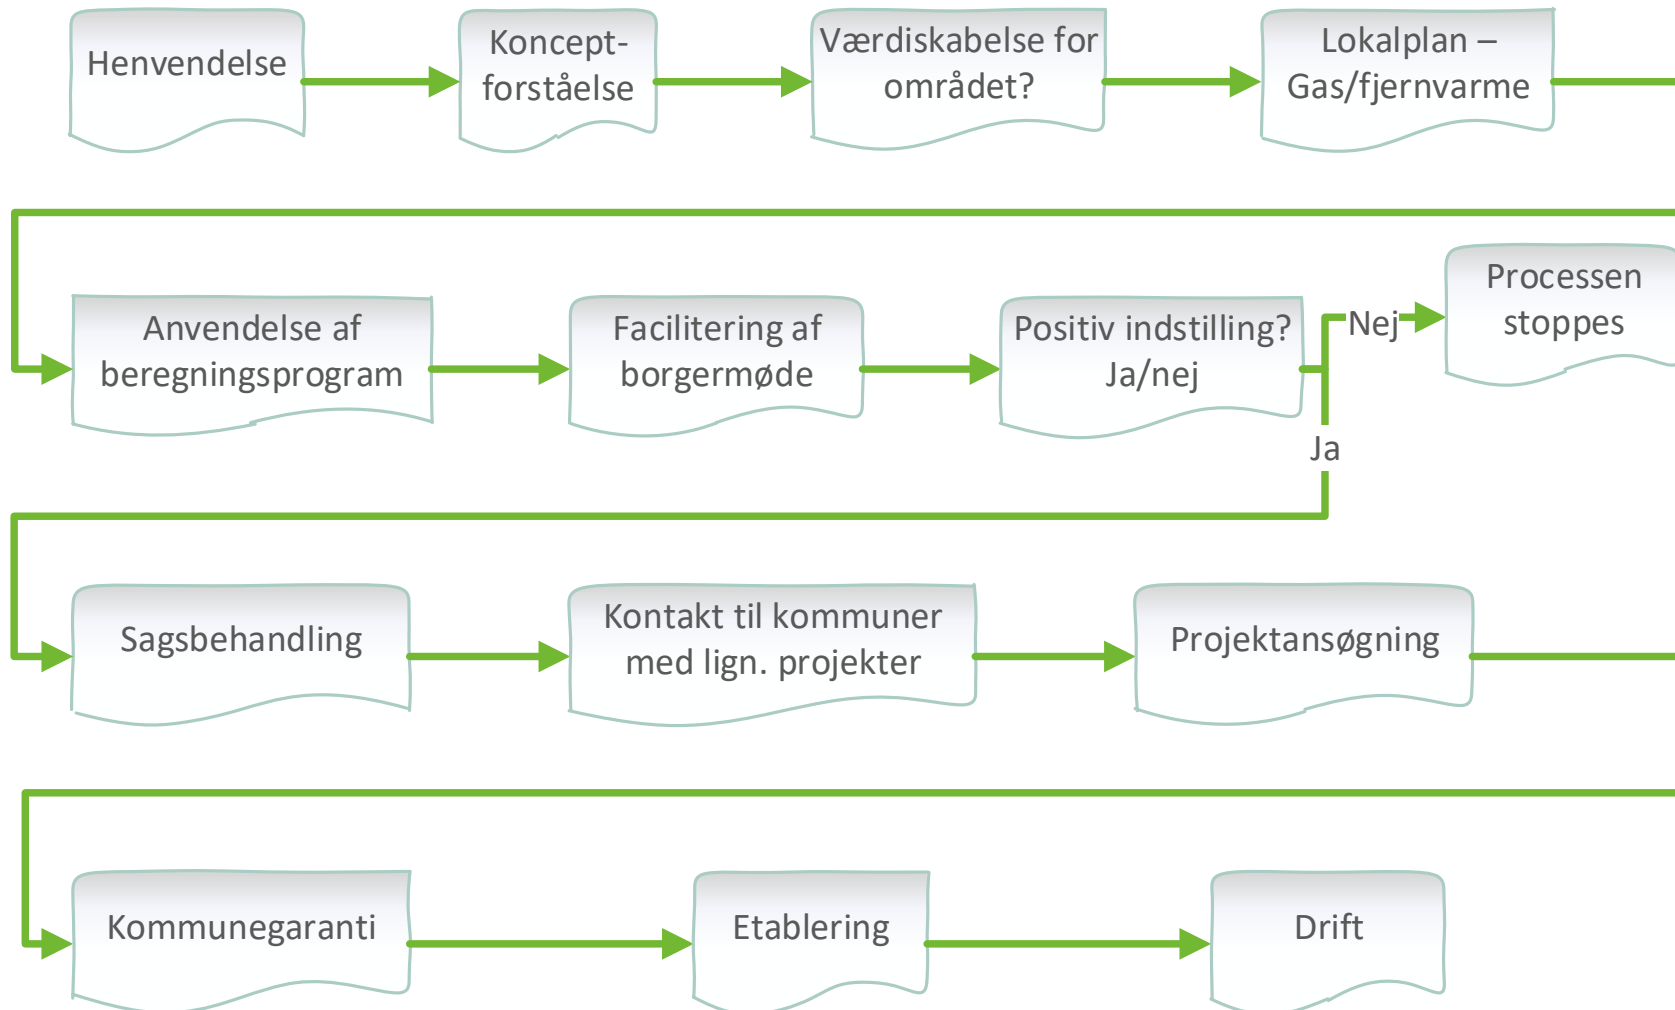 Henvendelse
Koncept-
forståelse
Værdiskabelse for
området?
Lokalplan –
Gas/fjernvarme
Anvendelse af
beregningsprogram
Facilitering af
borgermøde
Positiv indstilling?
Ja/nej
Nej
Processen
stoppes
Ja
Sagsbehandling
Kontakt til kommuner
med lign. projekter
Projektansøgning
Kommunegaranti
Etablering
Drift